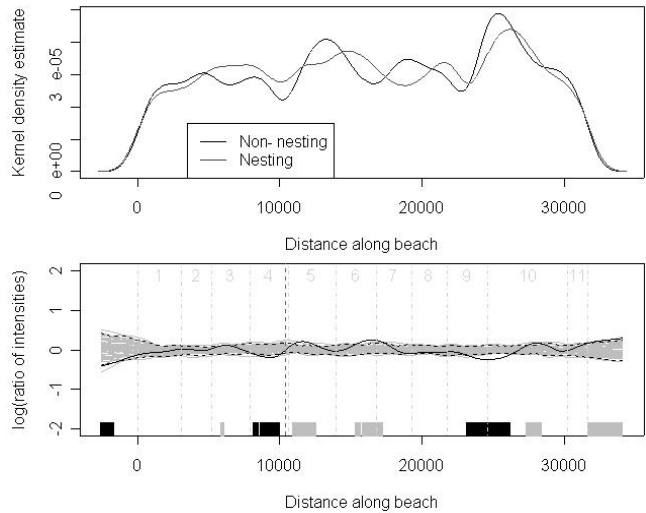 Kernel density estimate
0 e+00
3 e-05
Non- nesting
Nesting
0 10000 20000 30000
Distance along beach
log(ratio of intensities)
2
1
0
-1
-2
1 2 3 4 5 6 7 8 9 10 11
0 10000 20000 30000
Distance along beach